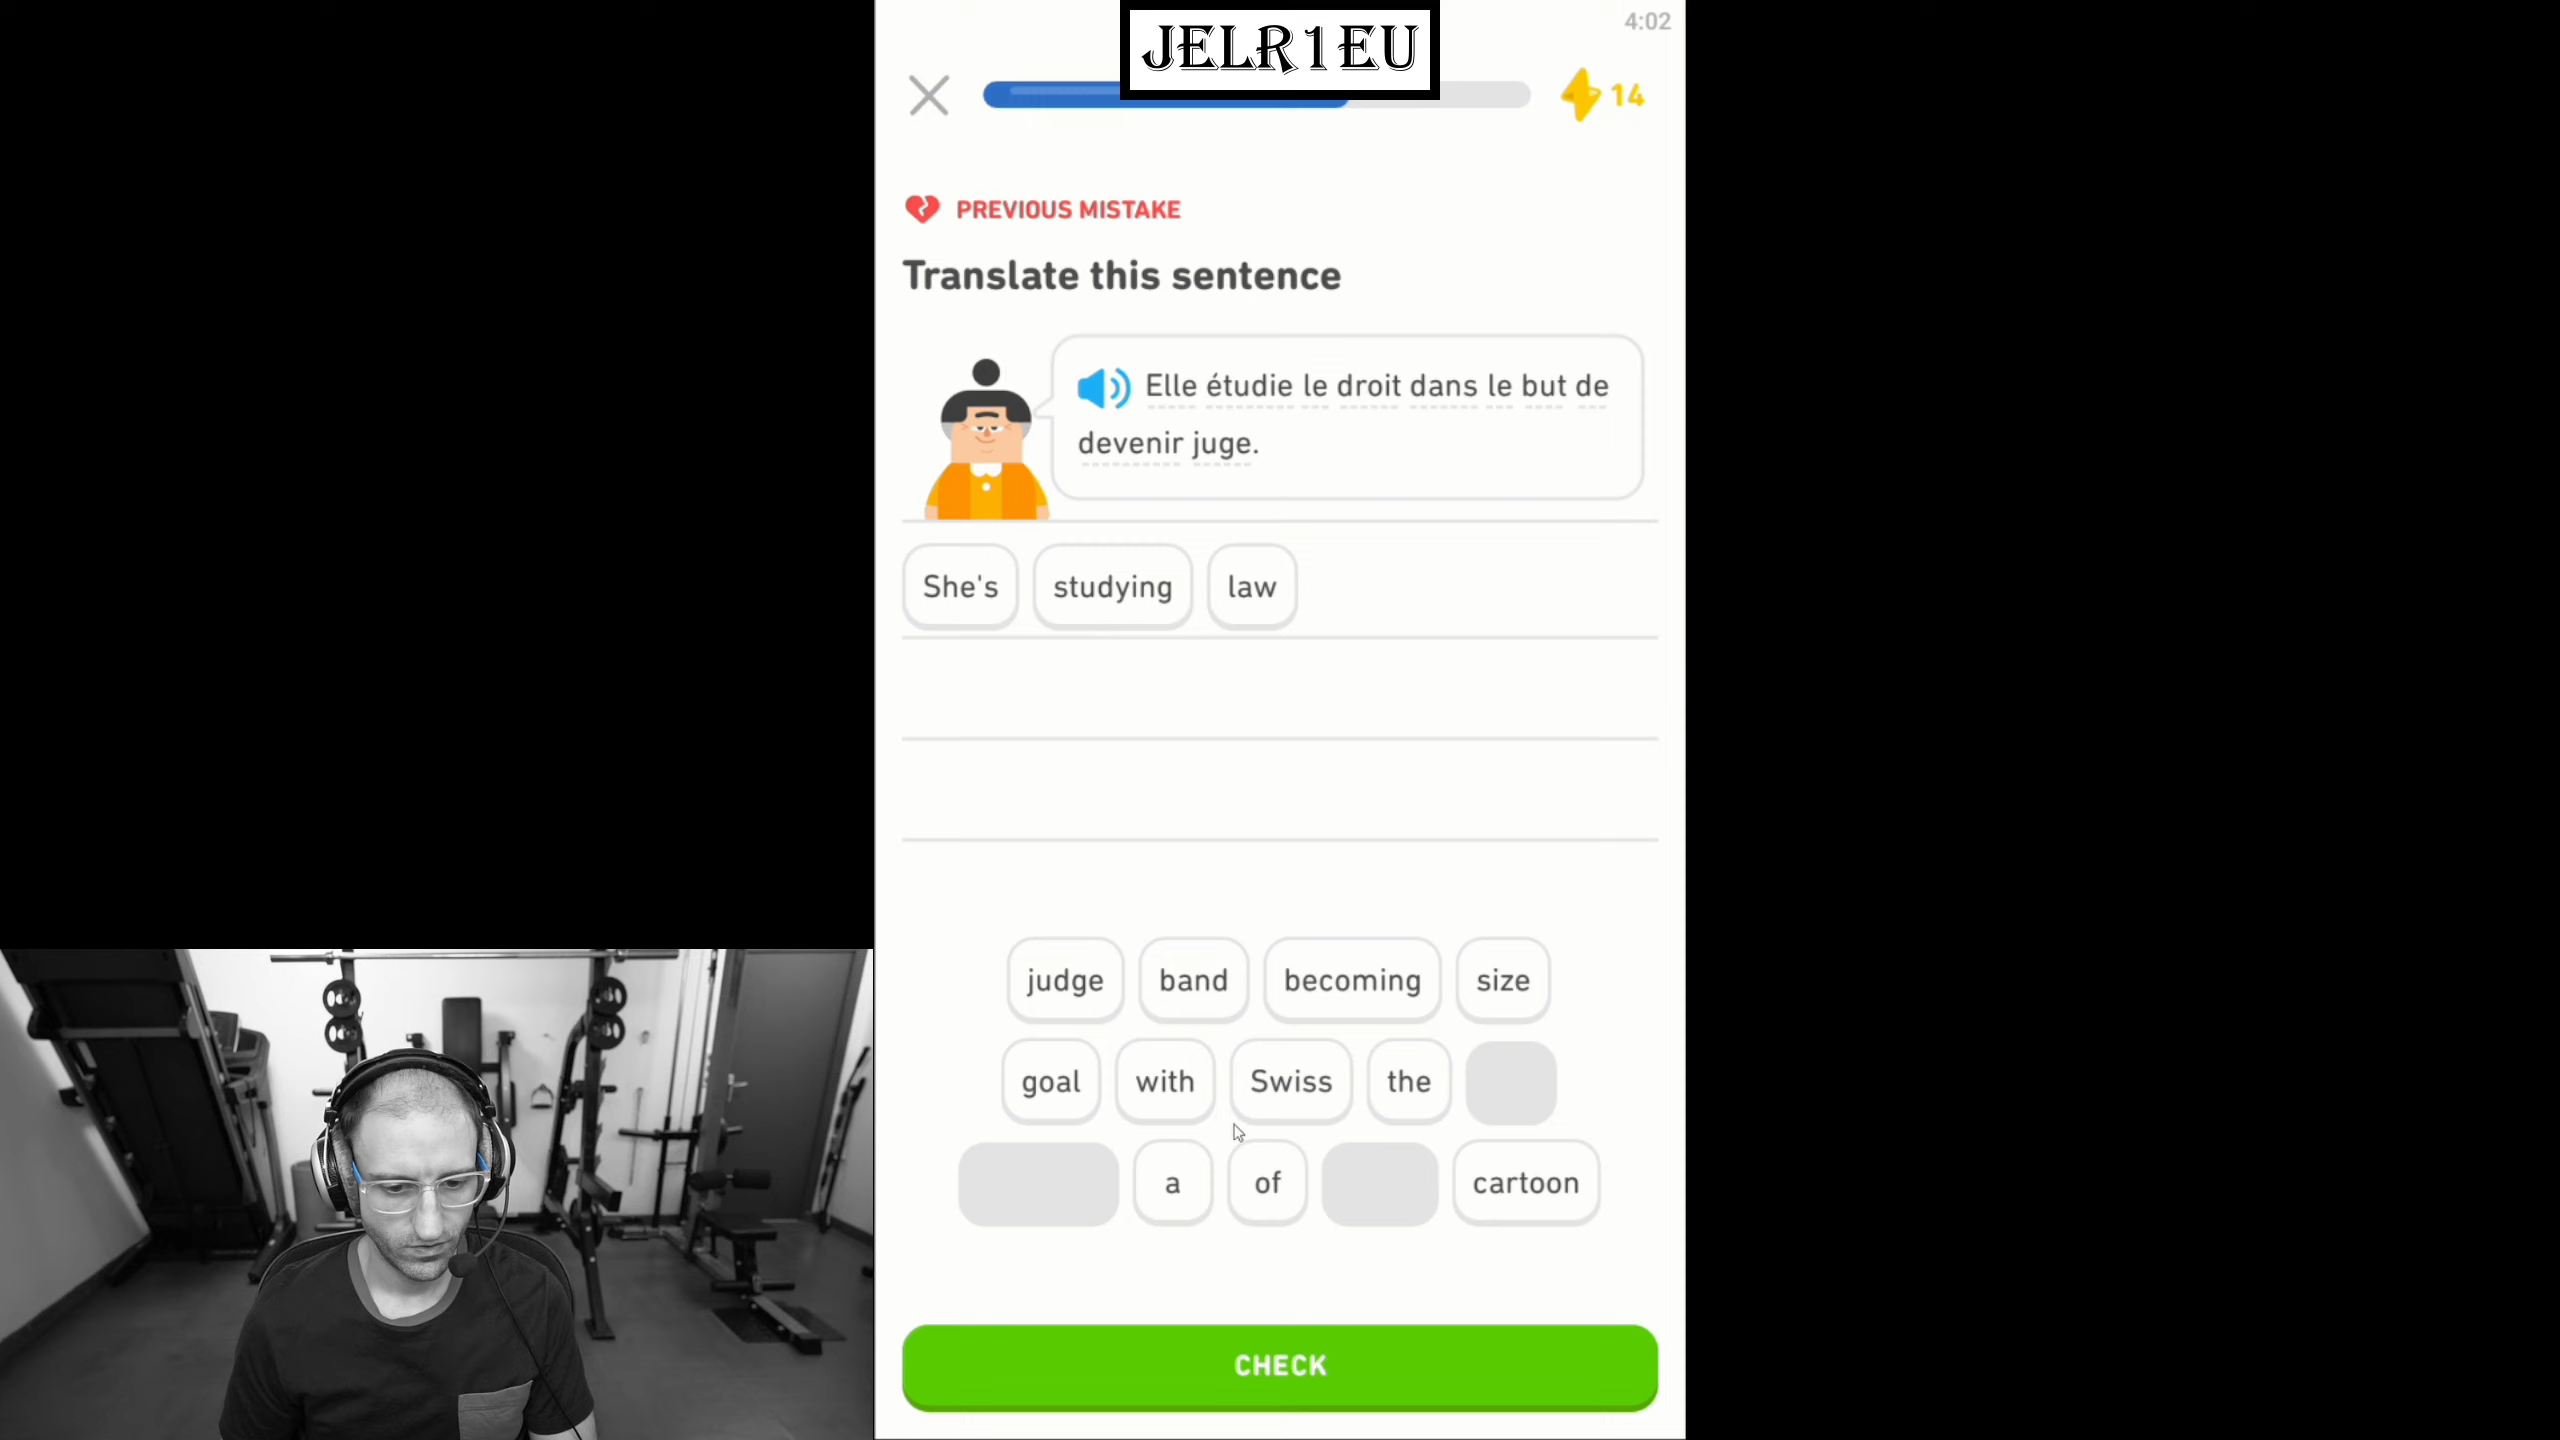 JELR1EU
4:02
14
PREVIOUS MISTAKE
Translate this sentence
Elle étudie le droit dans le but de
devenir juge.
She's studying law
judge band becoming size
goal with Swiss the
a of cartoon
CHECK